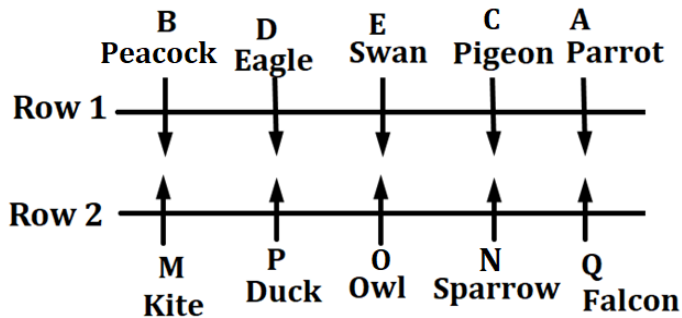 B D E C A
Peacock Eagle Swan Pigeon Parrot
Row 1
Row 2
M P O N Q
Kite Duck Owl Sparrow Falcon